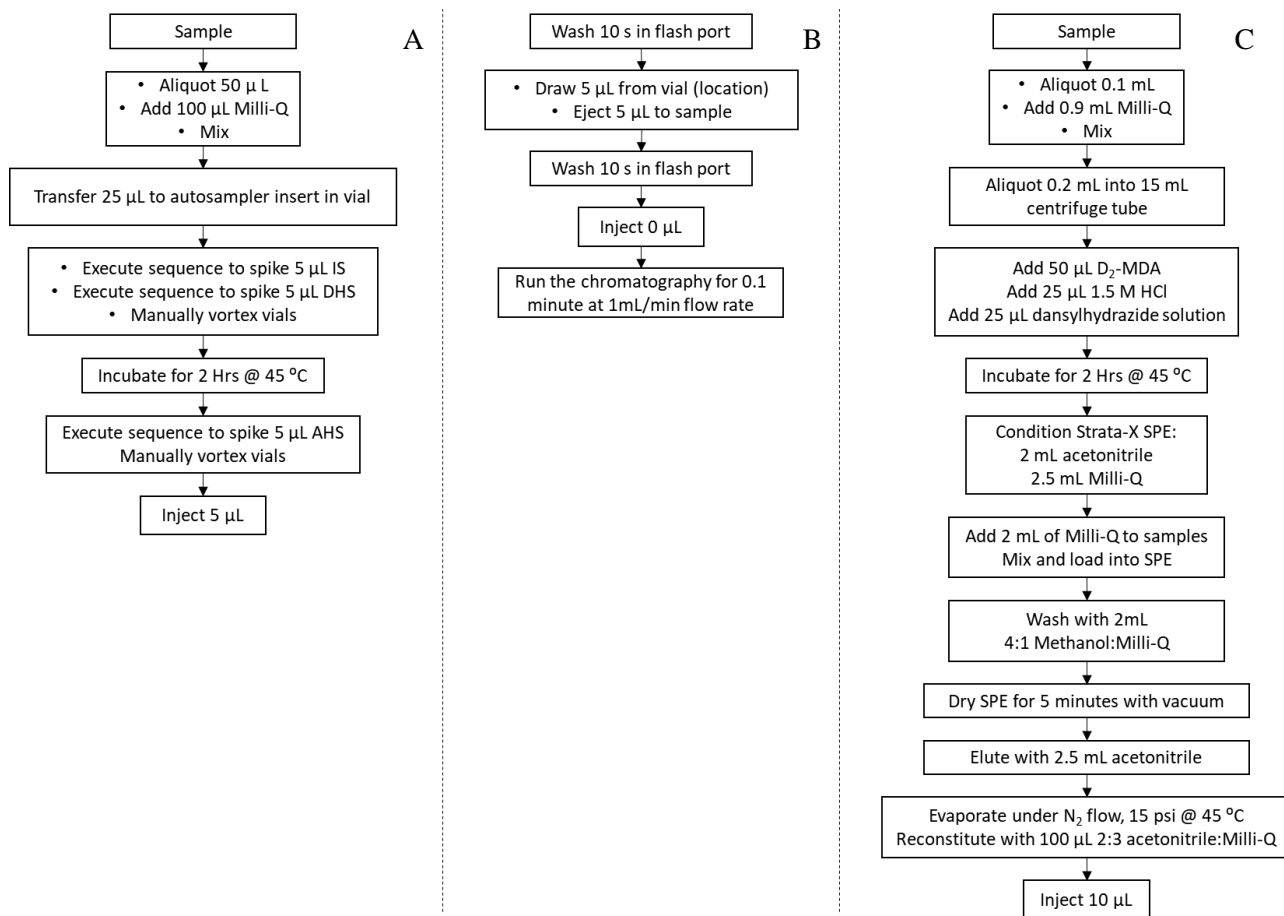 A
Sample
• Aliquot 50 µ L
• Add 100 µL Milli-Q
• Mix
Transfer 25 µL to autosampler insert in vial
• Execute sequence to spike 5 µL IS
• Execute sequence to spike 5 µL DHS
• Manually vortex vials
Incubate for 2 Hrs @ 45 ⁰C
Execute sequence to spike 5 µL AHS
Manually vortex vials
Inject 5 µL
B
Wash 10 s in flash port
• Draw 5 µL from vial (location)
• Eject 5 µL to sample
Wash 10 s in flash port
Inject 0 µL
Run the chromatography for 0.1
minute at 1mL/min flow rate
C
Sample
• Aliquot 0.1 mL
• Add 0.9 mL Milli-Q
• Mix
Aliquot 0.2 mL into 15 mL
centrifuge tube
Add 50 µL D₂-MDA
Add 25 µL 1.5 M HCl
Add 25 µL dansylhydrazide solution
Incubate for 2 Hrs @ 45 ⁰C
Condition Strata-X SPE:
2 mL acetonitrile
2.5 mL Milli-Q
Add 2 mL of Milli-Q to samples
Mix and load into SPE
Wash with 2mL
4:1 Methanol:Milli-Q
Dry SPE for 5 minutes with vacuum
Elute with 2.5 mL acetonitrile
Evaporate under N₂ flow, 15 psi @ 45 ⁰C
Reconstitute with 100 µL 2:3 acetonitrile:Milli-Q
Inject 10 µL